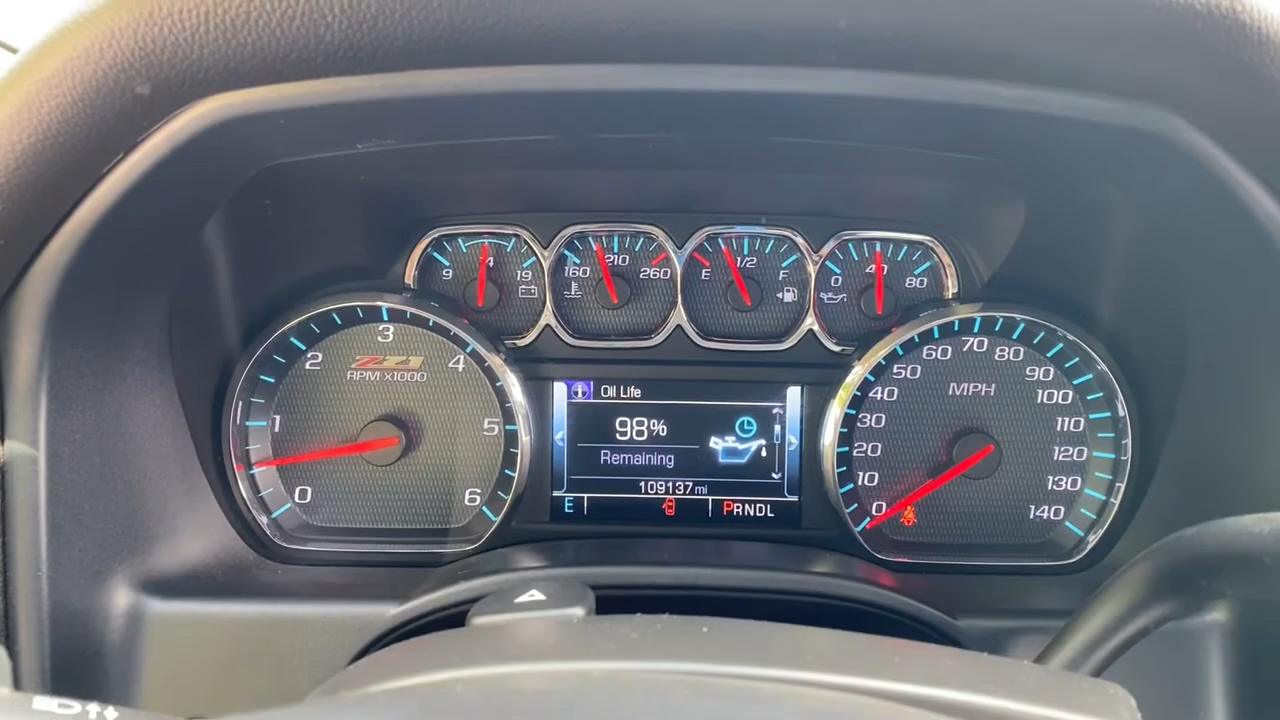 9 14 19
160 210 260
E 1/2 F
0 40 80
0 1 2 3 4 5 6
Z71
RPM x1000
i Oil Life
98%
Remaining
109137 mi
E PRNDL
0 10 20 30 40 50 60 70 80 90 100 110 120 130 140
MPH